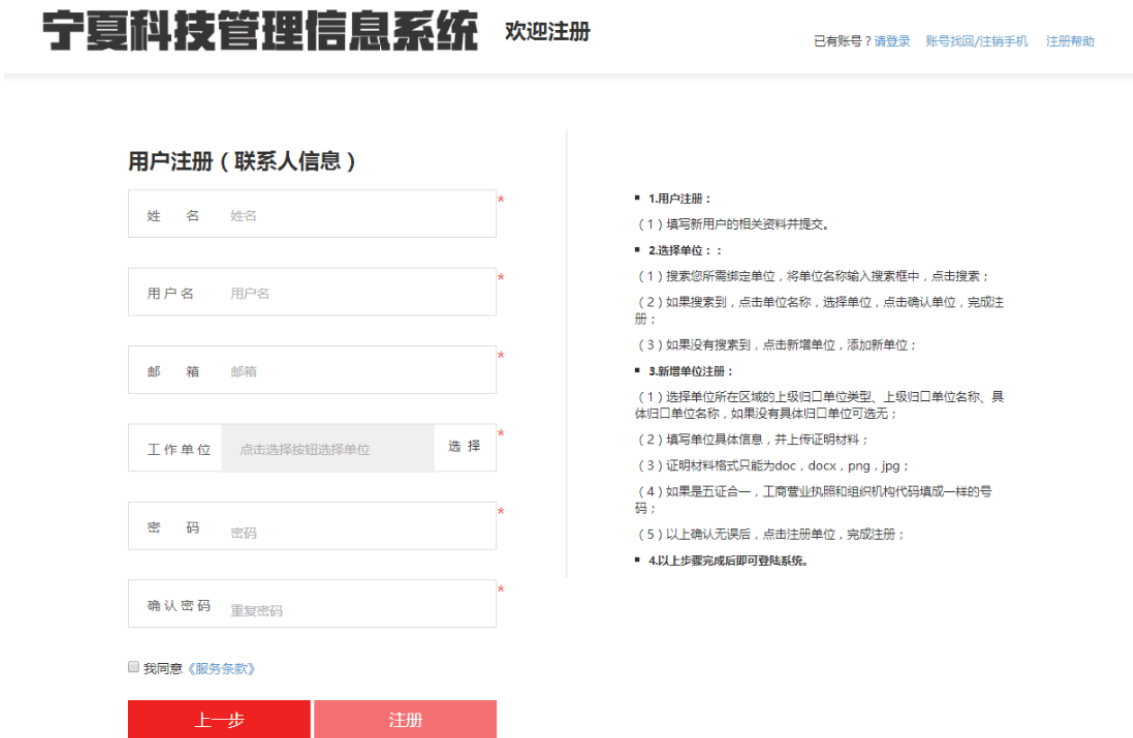 宁夏科技管理信息系统 欢迎注册
已有账号？请登录 账号找回/注销手机 注册帮助
用户注册（联系人信息）
姓 名 姓名 *
用户名 用户名 *
邮 箱 邮箱 *
工作单位 点击选择按钮选择单位 选 择 *
密 码 密码 *
确认密码 重复密码 *
我同意《服务条款》
上一步 注册
1.用户注册：
（1）填写新用户的相关资料并提交。
2.选择单位：：
（1）搜素您所需绑定单位，将单位名称输入搜索框中，点击搜索；
（2）如果搜索到，点击单位名称，选择单位，点击确认单位，完成注
册；
（3）如果没有搜索到，点击新增单位，添加新单位；
3.新增单位注册：
（1）选择单位所在区域的上级归口单位类型、上级归口单位名称、具
体归口单位名称，如果没有具体归口单位可选无；
（2）填写单位具体信息，并上传证明材料；
（3）证明材料格式只能为doc，docx，png，jpg；
（4）如果是五证合一，工商营业执照和组织机构代码填成一样的号
码；
（5）以上确认无误后，点击注册单位，完成注册；
4.以上步骤完成后即可登陆系统。